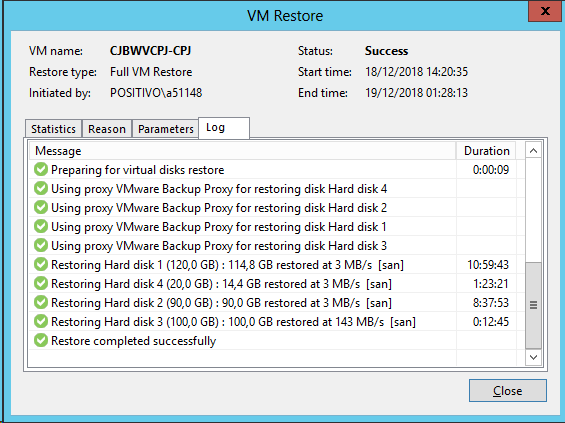 VM Restore
VM name: CJBWVCPJ-CPJ Status: Success
Restore type: Full VM Restore Start time: 18/12/2018 14:20:35
Initiated by: POSITIVO\a51148 End time: 19/12/2018 01:28:13
Statistics Reason Parameters Log
Message Duration
Preparing for virtual disks restore 0:00:09
Using proxy VMware Backup Proxy for restoring disk Hard disk 4
Using proxy VMware Backup Proxy for restoring disk Hard disk 2
Using proxy VMware Backup Proxy for restoring disk Hard disk 1
Using proxy VMware Backup Proxy for restoring disk Hard disk 3
Restoring Hard disk 1 (120,0 GB) : 114,8 GB restored at 3 MB/s [san] 10:59:43
Restoring Hard disk 4 (20,0 GB) : 14,4 GB restored at 3 MB/s [san] 1:23:21
Restoring Hard disk 2 (90,0 GB) : 90,0 GB restored at 3 MB/s [san] 8:37:53
Restoring Hard disk 3 (100,0 GB) : 100,0 GB restored at 143 MB/s [san] 0:12:45
Restore completed successfully
Close